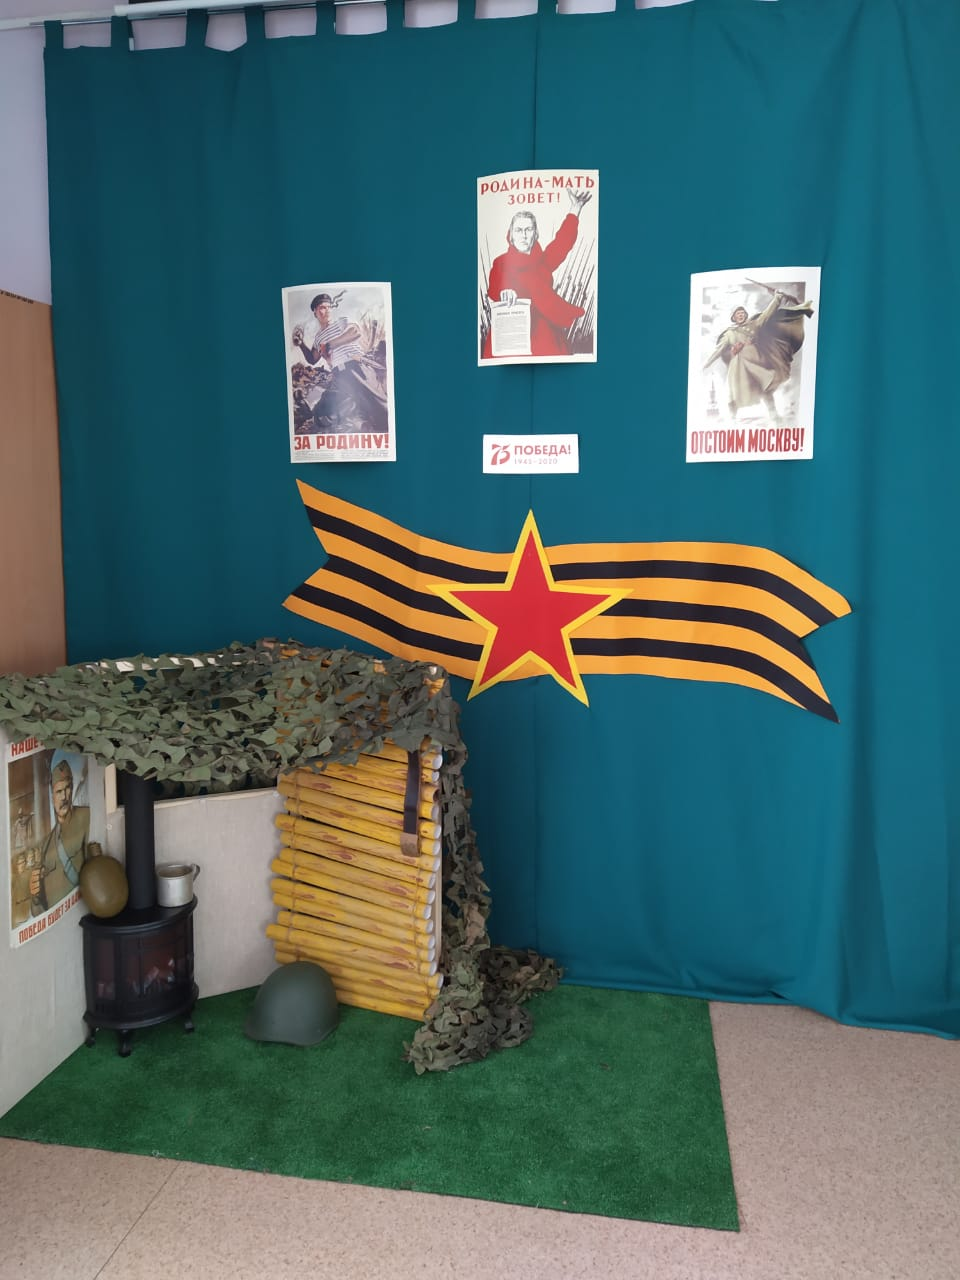 РОДИНА-МАТЬ
ЗОВЕТ!
ЗА РОДИНУ!
75 ПОБЕДА!
1945-2020
ОТСТОИМ МОСКВУ!
НАШЕ
ПОБЕДА БУДЕТ ЗА